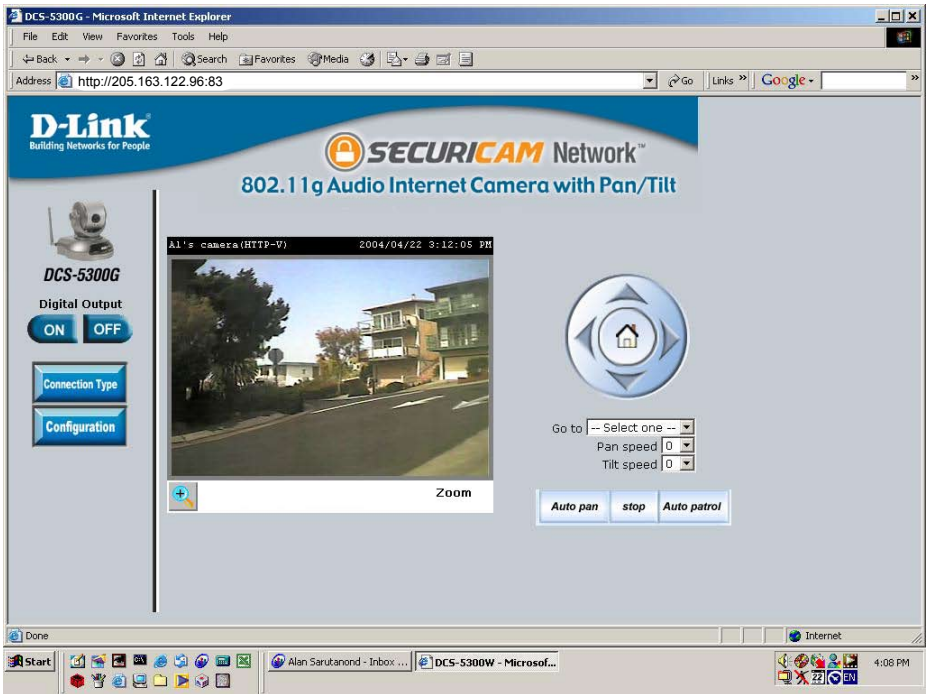 DCS-5300G - Microsoft Internet Explorer
File Edit View Favorites Tools Help
Back Search Favorites Media
Address http://205.163.122.96:83 Go Links » Google »
D-Link
Building Networks for People
SECURICAM Network™
802.11g Audio Internet Camera with Pan/Tilt
DCS-5300G
Digital Output
ON OFF
Connection Type
Configuration
Al's camera(HTTP-V) 2004/04/22 3:12:05 PM
Zoom
Go to -- Select one --
Pan speed 0
Tilt speed 0
Auto pan stop Auto patrol
Done Internet
Start Alan Sarutanond - Inbox ... DCS-5300W - Microsof... 4:08 PM
22 EN